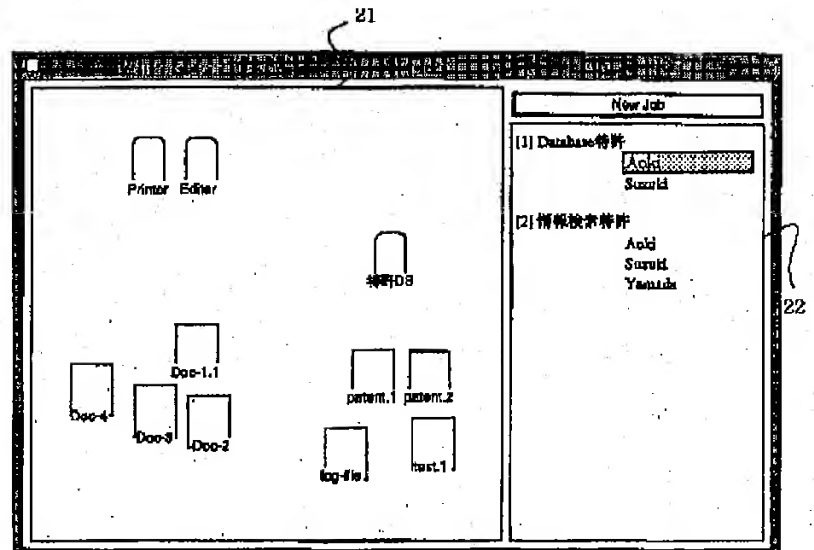 21
New Job
[1] Database特許
Aoki
Suzuki
Printer Editer
[2] 情報検索特許
Aoki
Suzuki
Yamada
特許DB
22
Doc-1.1
patent.1 patent.2
Doc-4
Doc-3
Doc-2
log-file
test.1